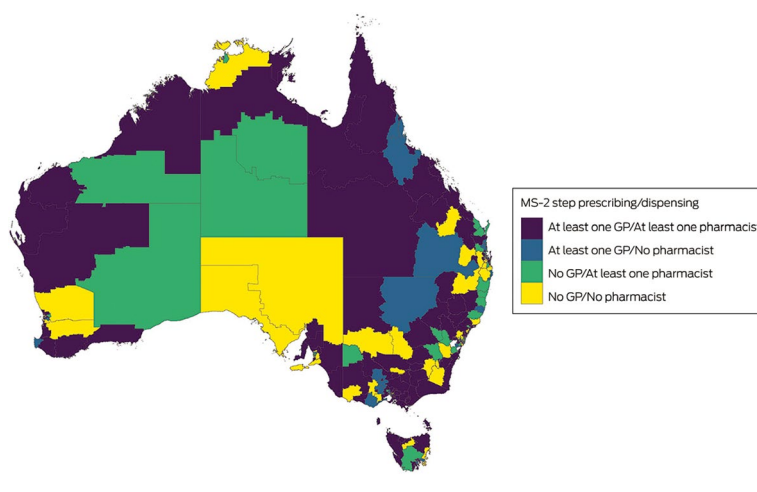 MS-2 step prescribing/dispensing
At least one GP/At least one pharmacist
At least one GP/No pharmacist
No GP/At least one pharmacist
No GP/No pharmacist